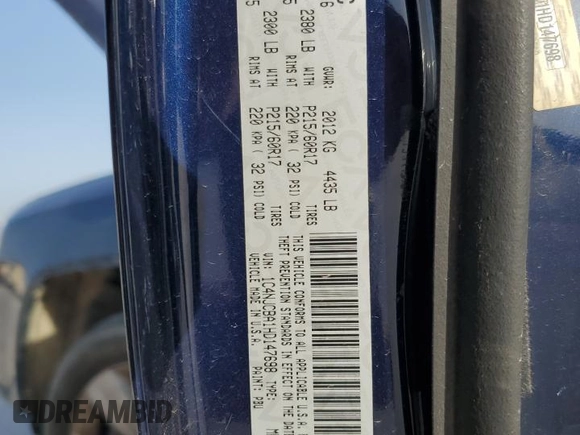 GVWR: 2012 KG 4435 LB
2380 LB WITH P215/60R17 TIRES
RIMS AT 220 KPA ( 32 PSI) COLD
2300 LB WITH P215/60R17 TIRES
RIMS AT 220 KPA ( 32 PSI) COLD
THIS VEHICLE CONFORMS TO ALL APPLICABLE U.S.A.
THEFT PREVENTION STANDARDS IN EFFECT ON THE DAT
VIN: 1C4NJCBA1HD147698 TYPE:
VEHICLE MADE IN U.S.A. PAINT: PBU
HD147698
DREAMBID